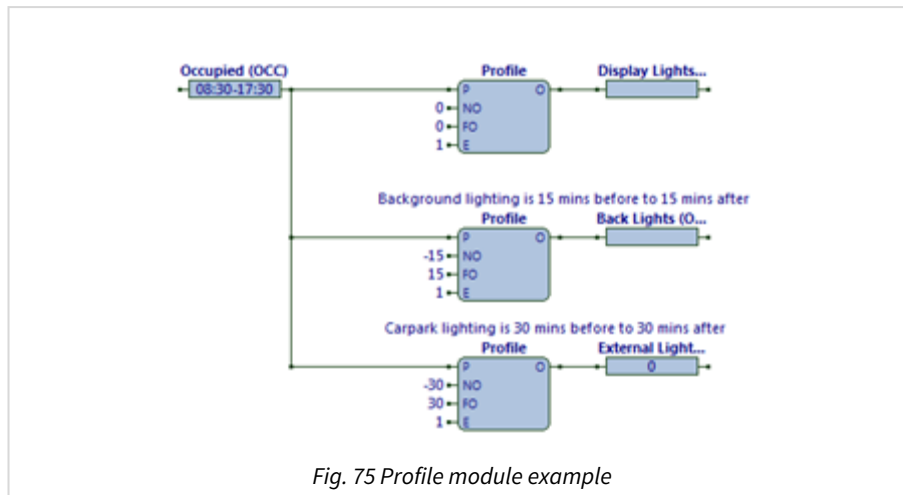 Occupied (OCC)
08:30-17:30
Profile
P
O
0 NO
0 FO
1 E
Display Lights...
Background lighting is 15 mins before to 15 mins after
Profile
P
O
-15 NO
15 FO
1 E
Back Lights (O...
Carpark lighting is 30 mins before to 30 mins after
Profile
P
O
-30 NO
30 FO
1 E
External Light...
0
Fig. 75 Profile module example